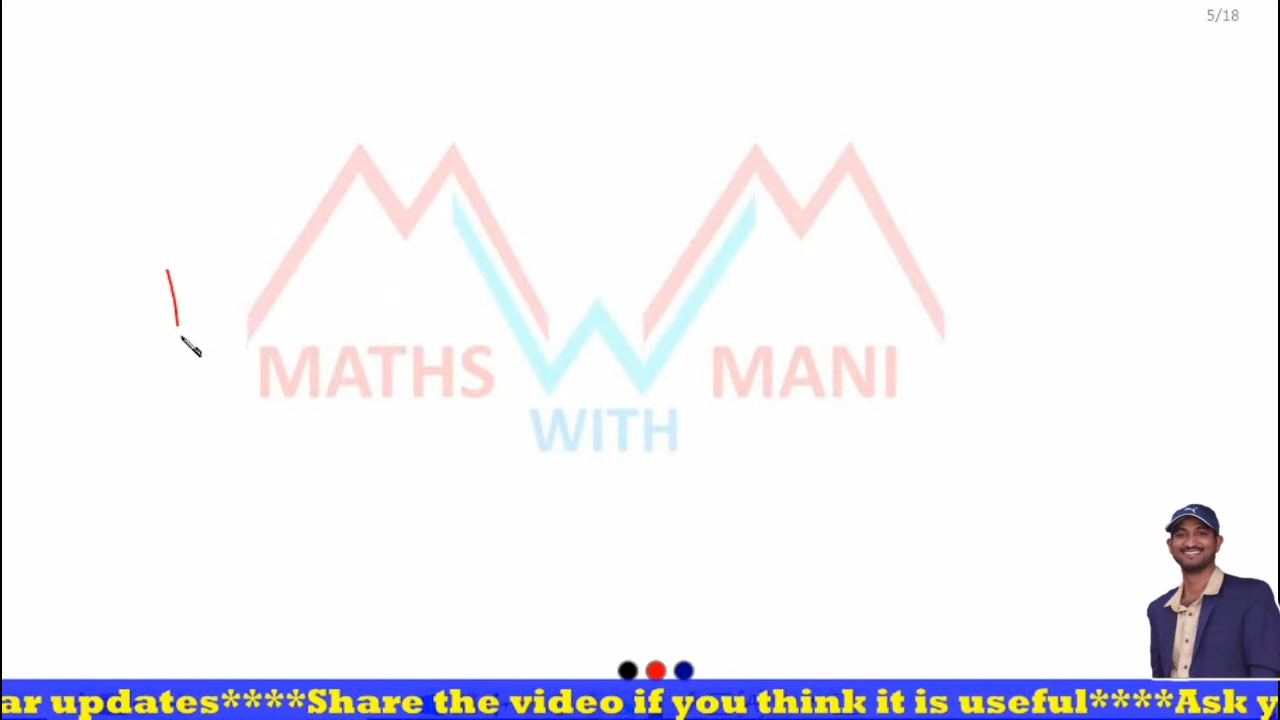 5/18
MATHS MANI
WITH
ar updates****Share the video if you think it is useful****Ask y